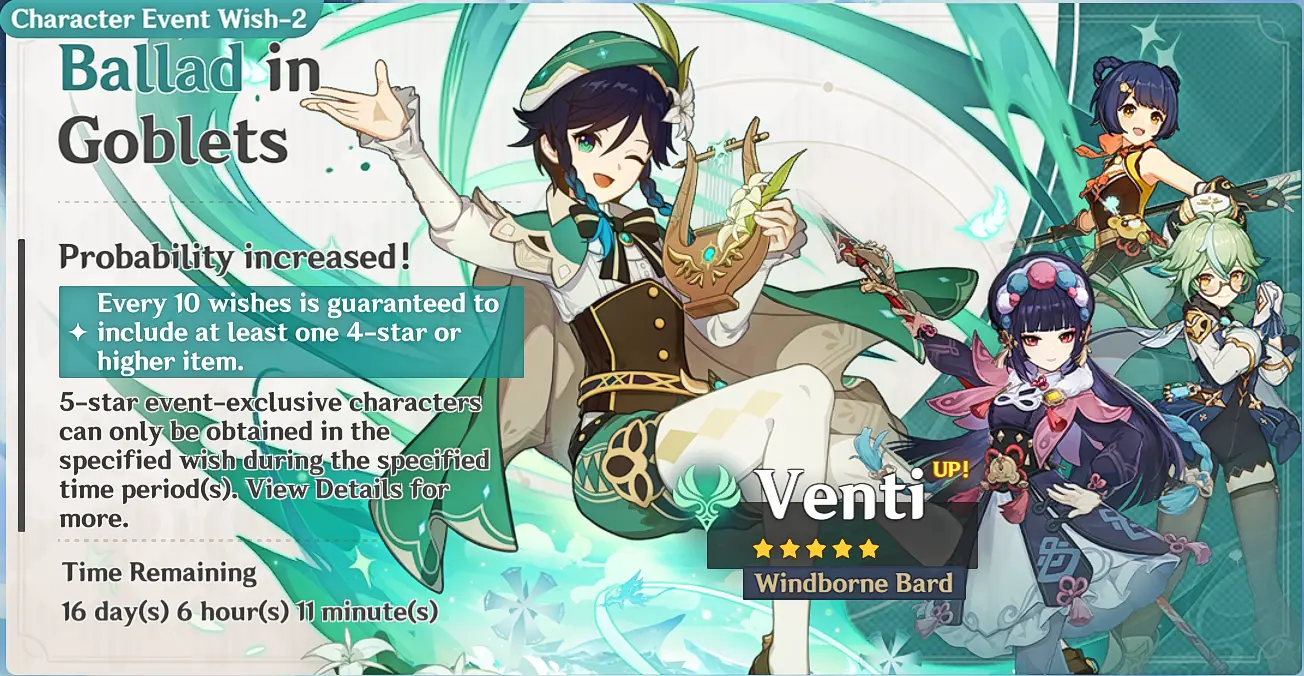 Character Event Wish-2
Ballad in
Goblets
Probability increased!
Every 10 wishes is guaranteed to
include at least one 4-star or
higher item.
5-star event-exclusive characters
can only be obtained in the
specified wish during the specified
time period(s). View Details for
more.
Time Remaining
16 day(s) 6 hour(s) 11 minute(s)
Venti UP!
Windborne Bard